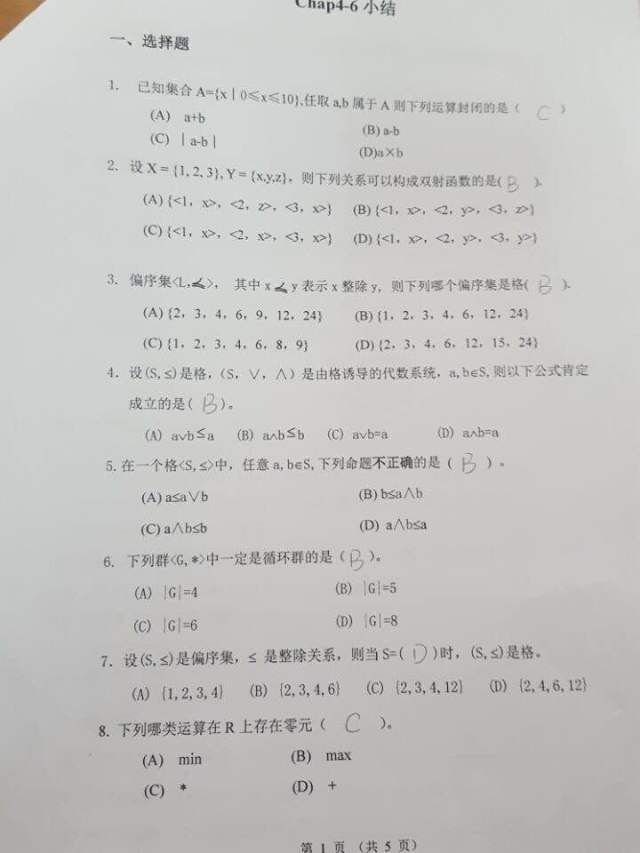 Chap4-6 小结
一、选择题
1. 已知集合 A={x | 0≤x≤10},任取 a,b 属于 A 则下列运算封闭的是 ( C )
(A) a+b (B) a-b
(C) | a-b | (D)a×b
2. 设 X = {1, 2, 3}, Y = {x,y,z}，则下列关系可以构成双射函数的是( B ).
(A) {<1, x>, <2, z>, <3, x>} (B) {<1, x>, <2, y>, <3, z>}
(C) {<1, x>, <2, x>, <3, x>} (D) {<1, x>, <2, y>, <3, y>}
3. 偏序集<L,≼>， 其中 x ≼ y 表示 x 整除 y, 则下列哪个偏序集是格( B ).
(A) {2, 3, 4, 6, 9, 12, 24} (B) {1, 2, 3, 4, 6, 12, 24}
(C) {1, 2, 3, 4, 6, 8, 9} (D) {2, 3, 4, 6, 12, 15, 24}
4. 设(S, ≤)是格，(S, ∨, ∧) 是由格诱导的代数系统，a, b∈S, 则以下公式肯定
成立的是( B )。
(A) a∨b≤a (B) a∧b≤b (C) a∨b=a (D) a∧b=a
5. 在一个格<S, ≤>中，任意 a, b∈S, 下列命题不正确的是 ( B ) 。
(A) a≤a∨b (B) b≤a∧b
(C) a∧b≤b (D) a∧b≤a
6. 下列群<G, *>中一定是循环群的是 ( B )。
(A) |G|=4 (B) |G|=5
(C) |G|=6 (D) |G|=8
7. 设(S, ≤)是偏序集，≤ 是整除关系，则当 S=( D )时，(S, ≤)是格。
(A) {1, 2, 3, 4} (B) {2, 3, 4, 6} (C) {2, 3, 4, 12} (D) {2, 4, 6, 12}
8. 下列哪类运算在 R 上存在零元 ( C )。
(A) min (B) max
(C) * (D) +
第 1 页 （共 5 页）